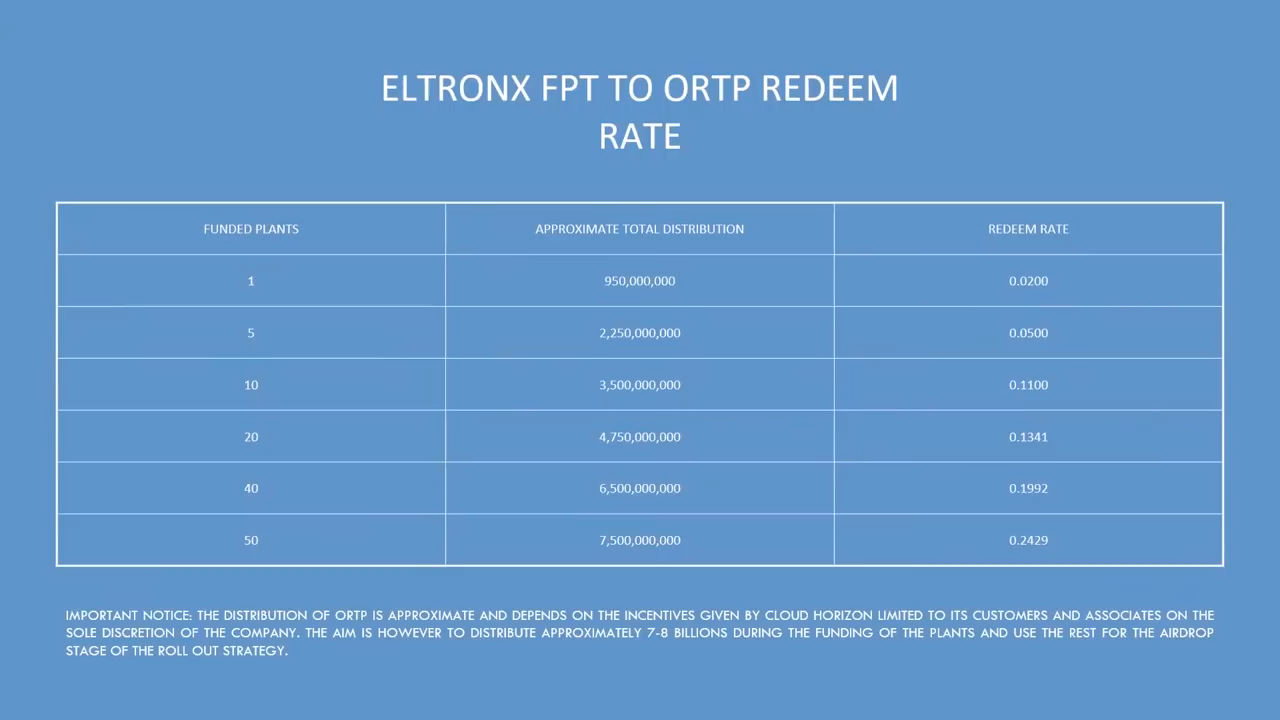 ELTRONX FPT TO ORTP REDEEM
RATE
FUNDED PLANTS APPROXIMATE TOTAL DISTRIBUTION REDEEM RATE
1 950,000,000 0.0200
5 2,250,000,000 0.0500
10 3,500,000,000 0.1100
20 4,750,000,000 0.1341
40 6,500,000,000 0.1992
50 7,500,000,000 0.2429
IMPORTANT NOTICE: THE DISTRIBUTION OF ORTP IS APPROXIMATE AND DEPENDS ON THE INCENTIVES GIVEN BY CLOUD HORIZON LIMITED TO ITS CUSTOMERS AND ASSOCIATES ON THE
SOLE DISCRETION OF THE COMPANY. THE AIM IS HOWEVER TO DISTRIBUTE APPROXIMATELY 7-8 BILLIONS DURING THE FUNDING OF THE PLANTS AND USE THE REST FOR THE AIRDROP
STAGE OF THE ROLL OUT STRATEGY.